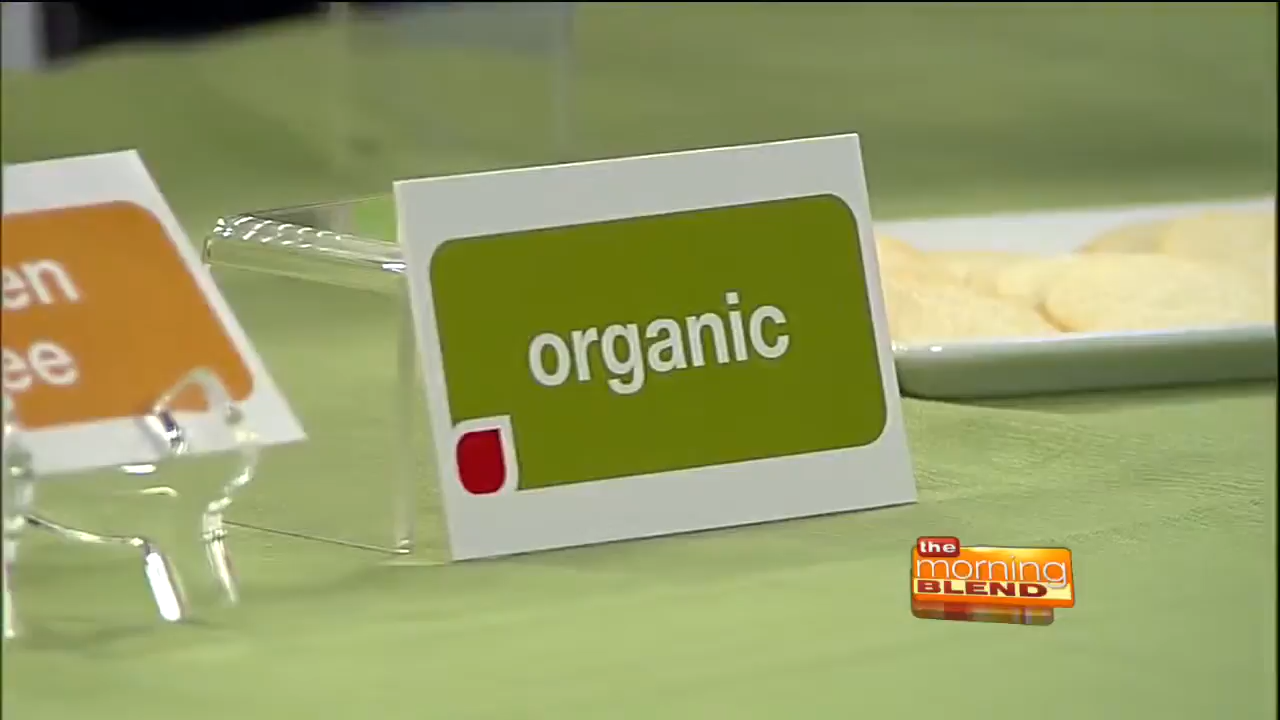 en
ee
organic
the
morning
BLEND